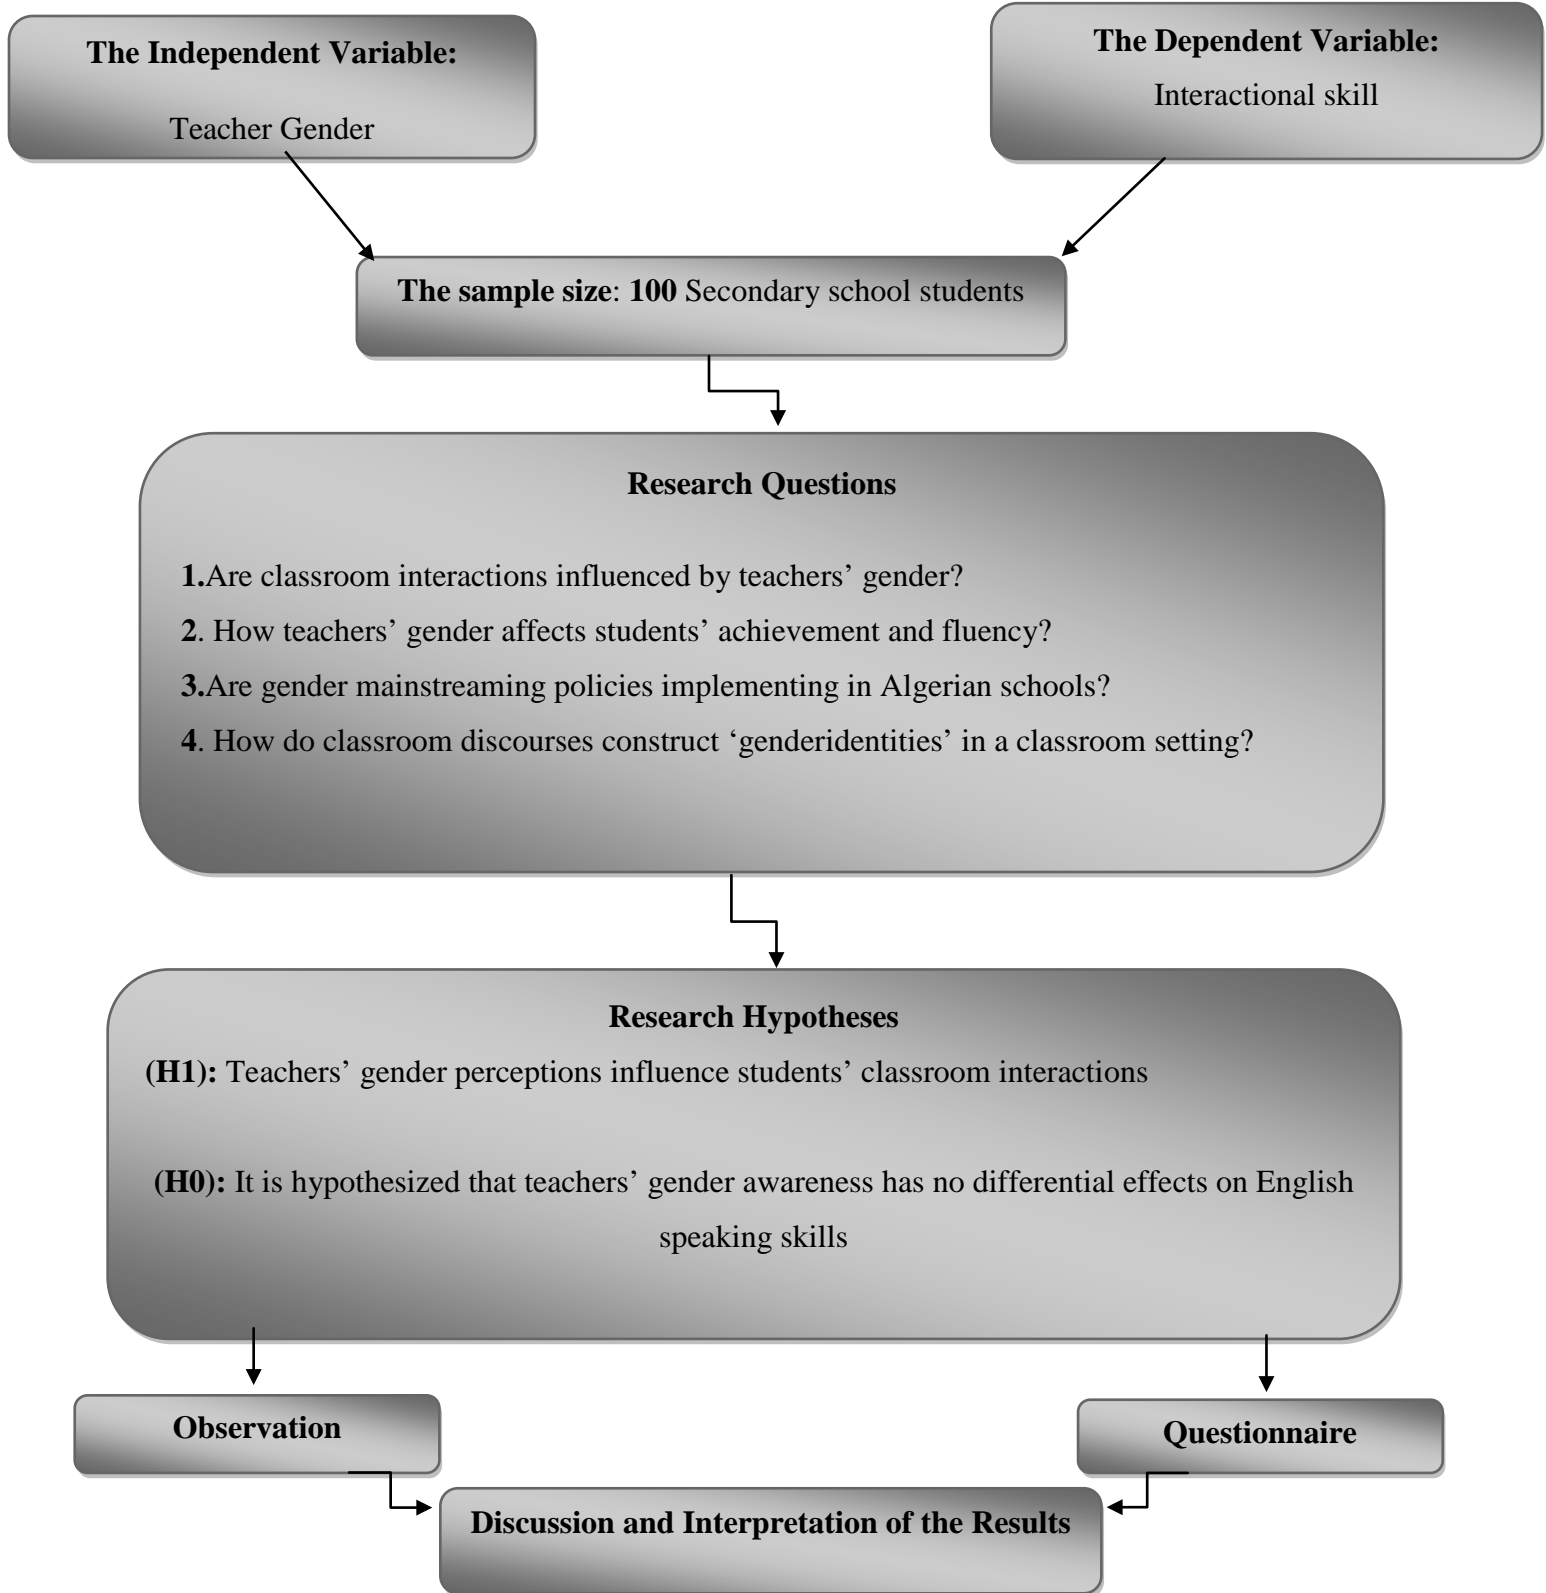 The Independent Variable:
Teacher Gender
The Dependent Variable:
Interactional skill
The sample size: 100 Secondary school students
Research Questions
1.Are classroom interactions influenced by teachers’ gender?
2. How teachers’ gender affects students’ achievement and fluency?
3.Are gender mainstreaming policies implementing in Algerian schools?
4. How do classroom discourses construct ‘genderidentities’ in a classroom setting?
Research Hypotheses
(H1): Teachers’ gender perceptions influence students’ classroom interactions
(H0): It is hypothesized that teachers’ gender awareness has no differential effects on English
speaking skills
Observation
Questionnaire
Discussion and Interpretation of the Results